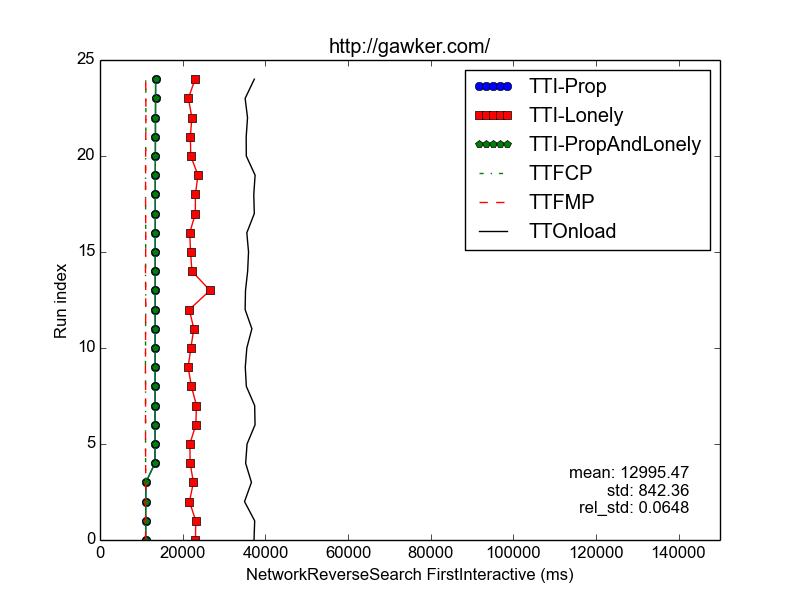 http://gawker.com/
25
20
15
10
5
0
Run index
TTI-Prop
TTI-Lonely
TTI-PropAndLonely
TTFCP
TTFMP
TTOnload
mean: 12995.47
std: 842.36
rel_std: 0.0648
0 20000 40000 60000 80000 100000 120000 140000
NetworkReverseSearch FirstInteractive (ms)